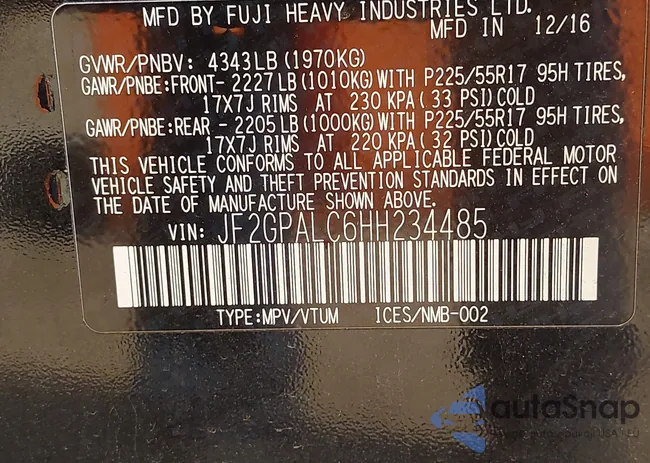 MFD BY FUJI HEAVY INDUSTRIES LTD.
MFD IN 12/16
GVWR/PNBV: 4343LB (1970KG)
GAWR/PNBE:FRONT- 2227LB (1010KG) WITH P225/55R17 95H TIRES,
17X7J RIMS AT 230 KPA (33 PSI) COLD
GAWR/PNBE:REAR - 2205LB (1000KG) WITH P225/55R17 95H TIRES,
17X7J RIMS AT 220 KPA (32 PSI) COLD
THIS VEHICLE CONFORMS TO ALL APPLICABLE FEDERAL MOTOR
VEHICLE SAFETY AND THEFT PREVENTION STANDARDS IN EFFECT ON
THE DATE OF MANUFACTURE SHOWN ABOVE.
VIN: JF2GPALC6HH234485
TYPE:MPV/VTUM ICES/NMB-002
autoSnap